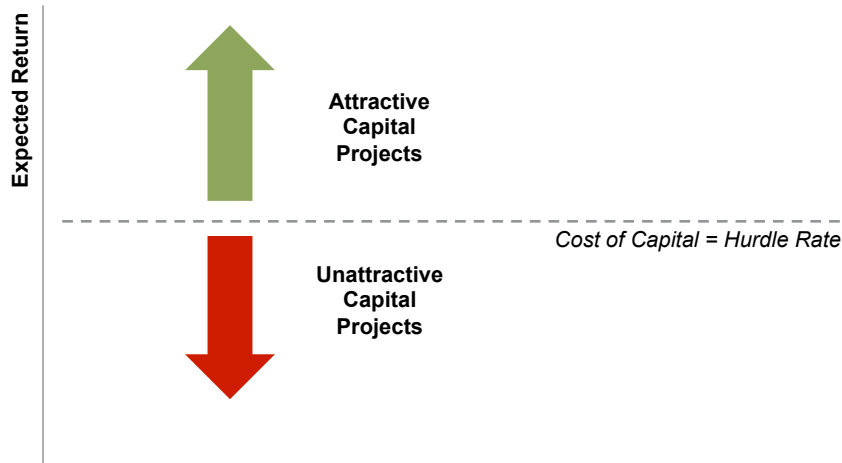 Expected Return
Attractive
Capital
Projects
Cost of Capital = Hurdle Rate
Unattractive
Capital
Projects